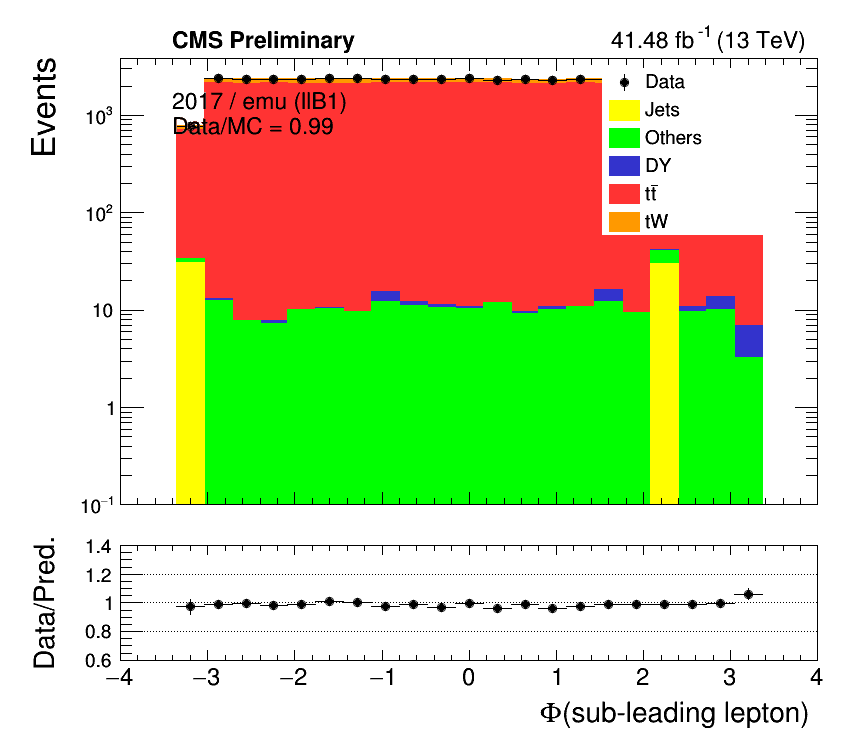 CMS Preliminary 41.48 fb⁻¹ (13 TeV)
Events
10³
10²
10
1
10⁻¹
2017 / emu (llB1)
Data/MC = 0.99
Data
Jets
Others
DY
tt̄
tW
Data/Pred.
1.4
1.2
1
0.8
0.6
−4 −3 −2 −1 0 1 2 3 4
Φ(sub-leading lepton)